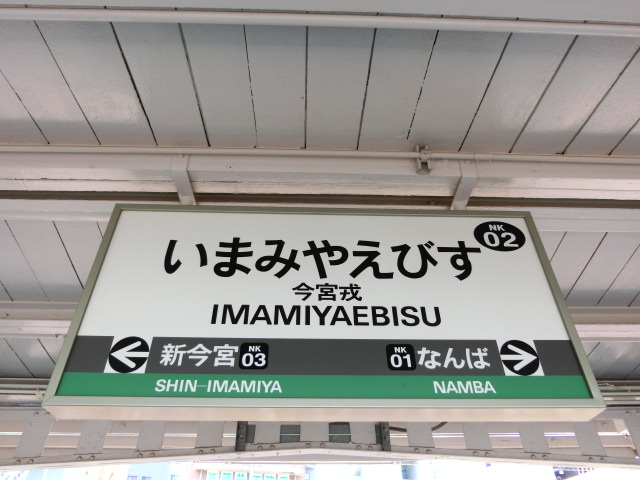 NK
02
いまみやえびす
今宮戎
IMAMIYAEBISU
新今宮 NK 03
SHIN-IMAMIYA
NK 01 なんば
NAMBA